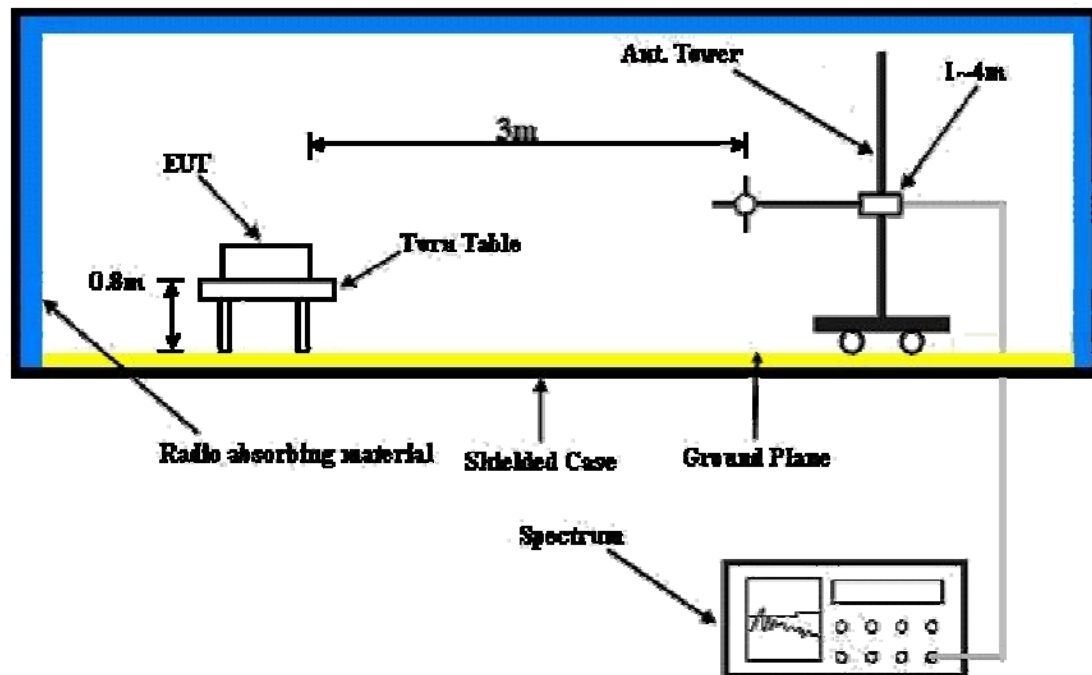 Ant. Tower
1~4m
3m
EUT
Turn Table
0.8m
Radio absorbing material
Shielded Case
Ground Plane
Spectrum